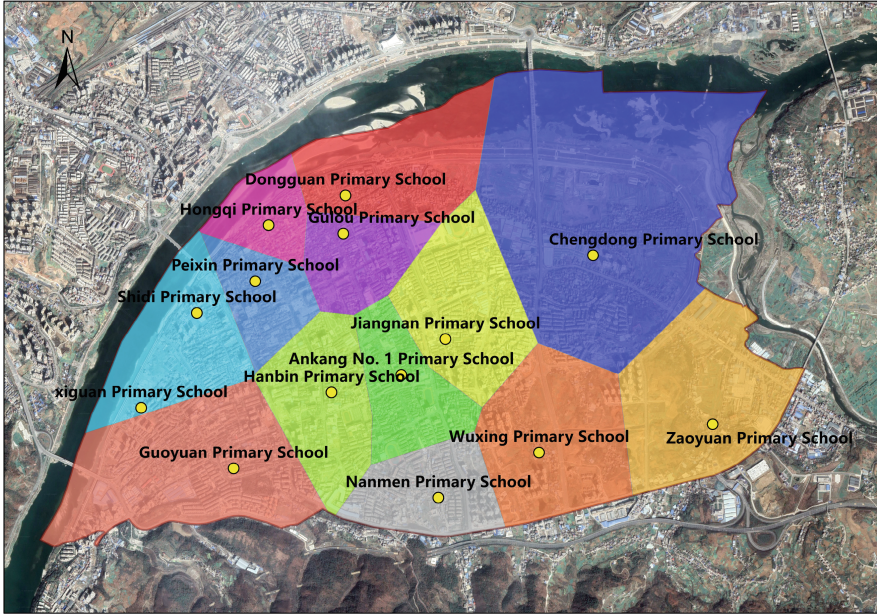 N
Dongguan Primary School
Hongqi Primary School
Gulou Primary School
Chengdong Primary School
Peixin Primary School
Shidi Primary School
Jiangnan Primary School
Ankang No. 1 Primary School
Hanbin Primary School
xiguan Primary School
Wuxing Primary School
Zaoyuan Primary School
Guoyuan Primary School
Nanmen Primary School